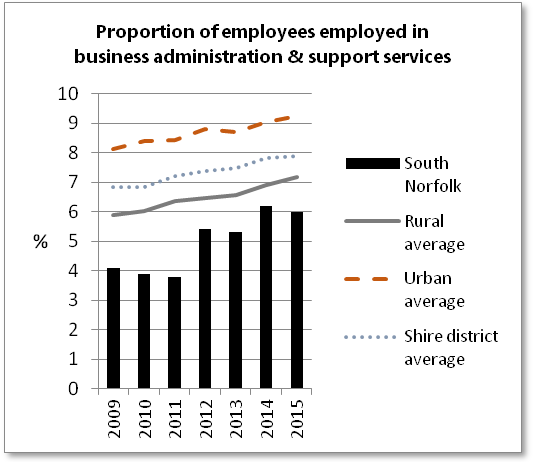 Proportion of employees employed in
business administration & support services
10
9
8
7
6
5
4
3
2
1
0
%
2009
2010
2011
2012
2013
2014
2015
South
Norfolk
Rural
average
Urban
average
Shire district
average